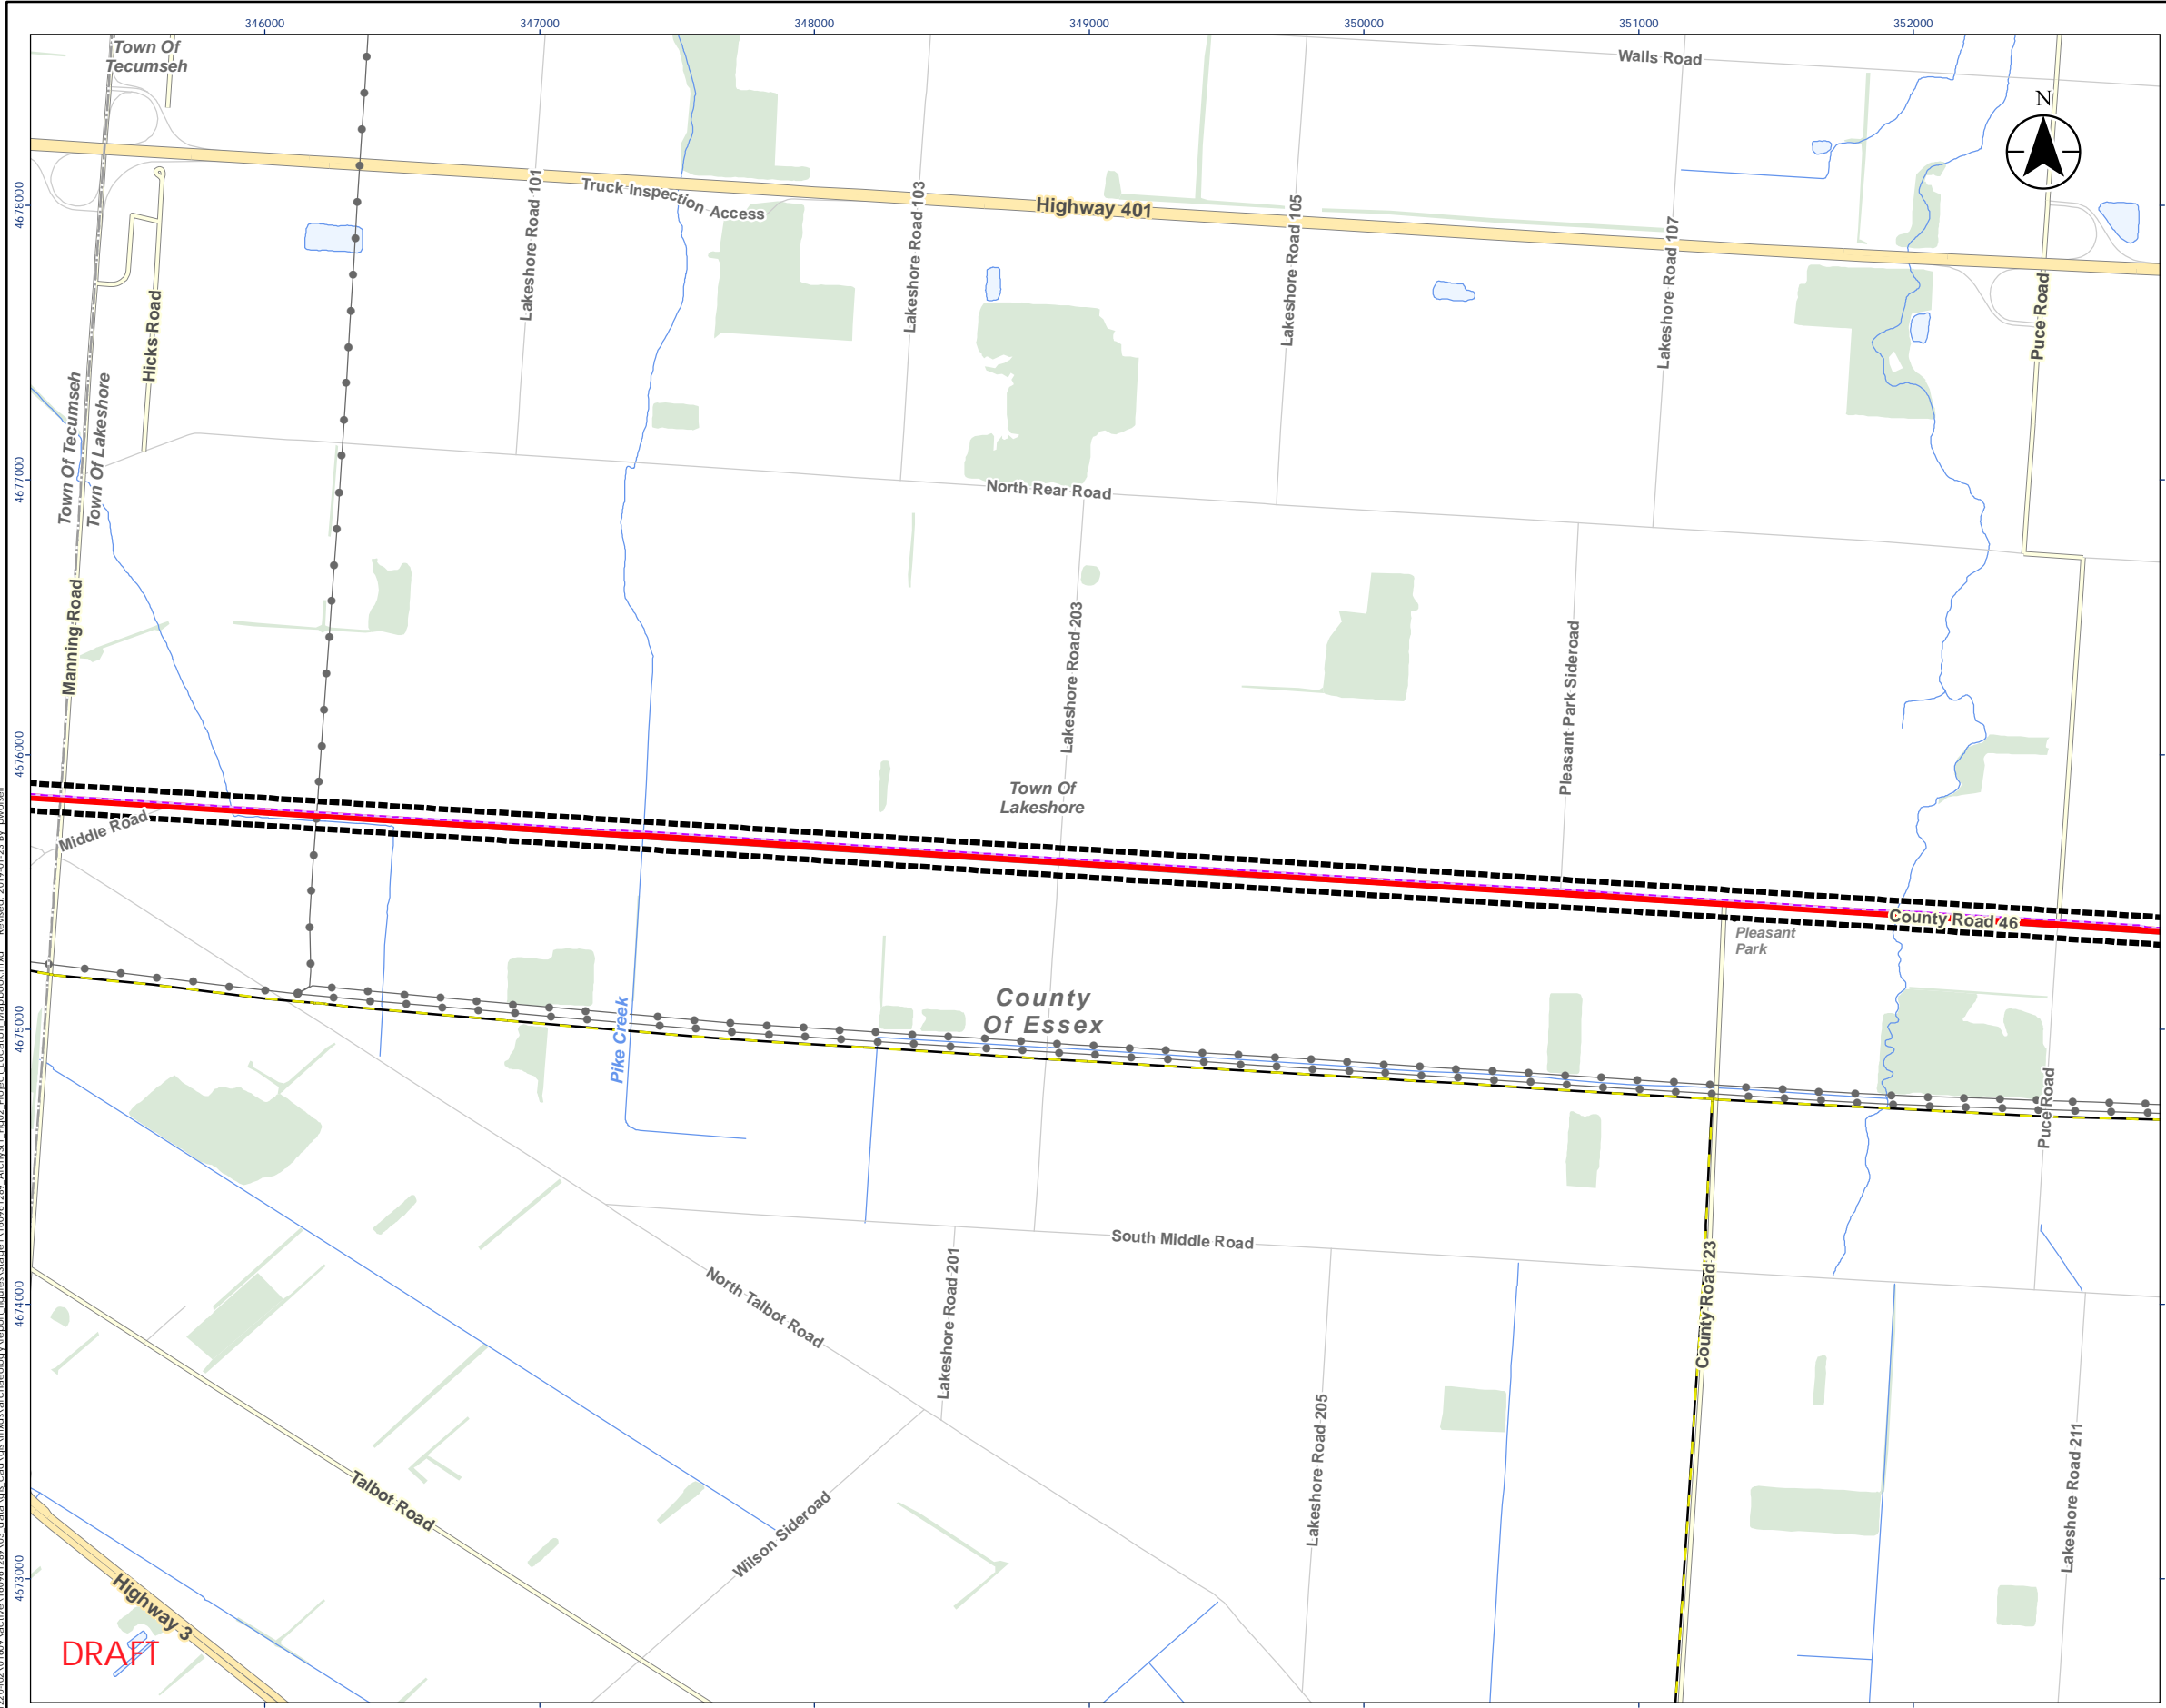 346000
347000
348000
349000
350000
351000
352000
Town Of
Tecumseh
Walls Road
N
4678000
Truck Inspection Access
Highway 401
Lakeshore Road 101
Lakeshore Road 103
Lakeshore Road 105
Lakeshore Road 107
Puce Road
Hicks Road
Town Of Tecumseh
Town Of Lakeshore
4677000
North Rear Road
Manning Road
Lakeshore Road 203
Pleasant Park Sideroad
4676000
Town Of
Lakeshore
Middle Road
County Road 46
Pleasant
Park
County
Of Essex
4675000
Pike Creek
Puce Road
South Middle Road
North Talbot Road
Lakeshore Road 201
County Road 23
4674000
Lakeshore Road 205
Lakeshore Road 211
Talbot Road
Wilson Sideroad
4673000
Highway 3
DRAFT